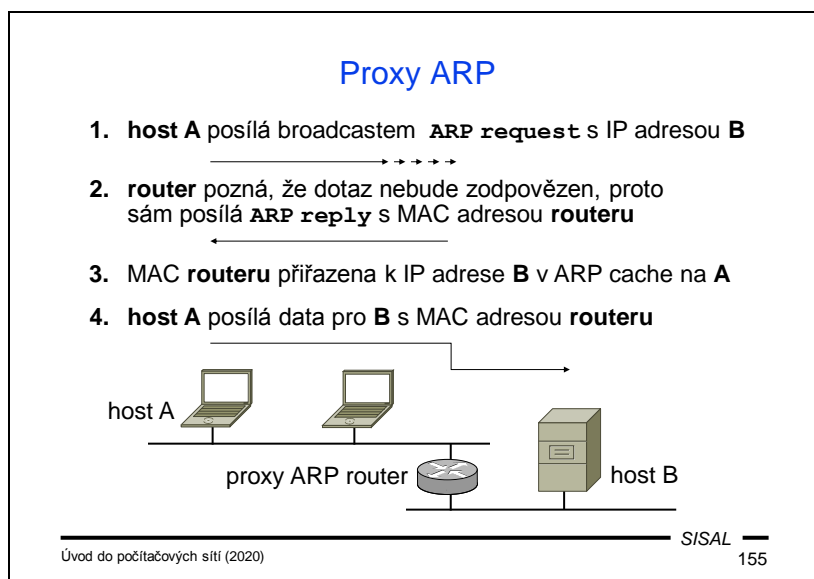 Proxy ARP
1. host A posílá broadcastem ARP request s IP adresou B
2. router pozná, že dotaz nebude zodpovězen, proto
sám posílá ARP reply s MAC adresou routeru
3. MAC routeru přiřazena k IP adrese B v ARP cache na A
4. host A posílá data pro B s MAC adresou routeru
host A
proxy ARP router
host B
SISAL
Úvod do počítačových sítí (2020)
155